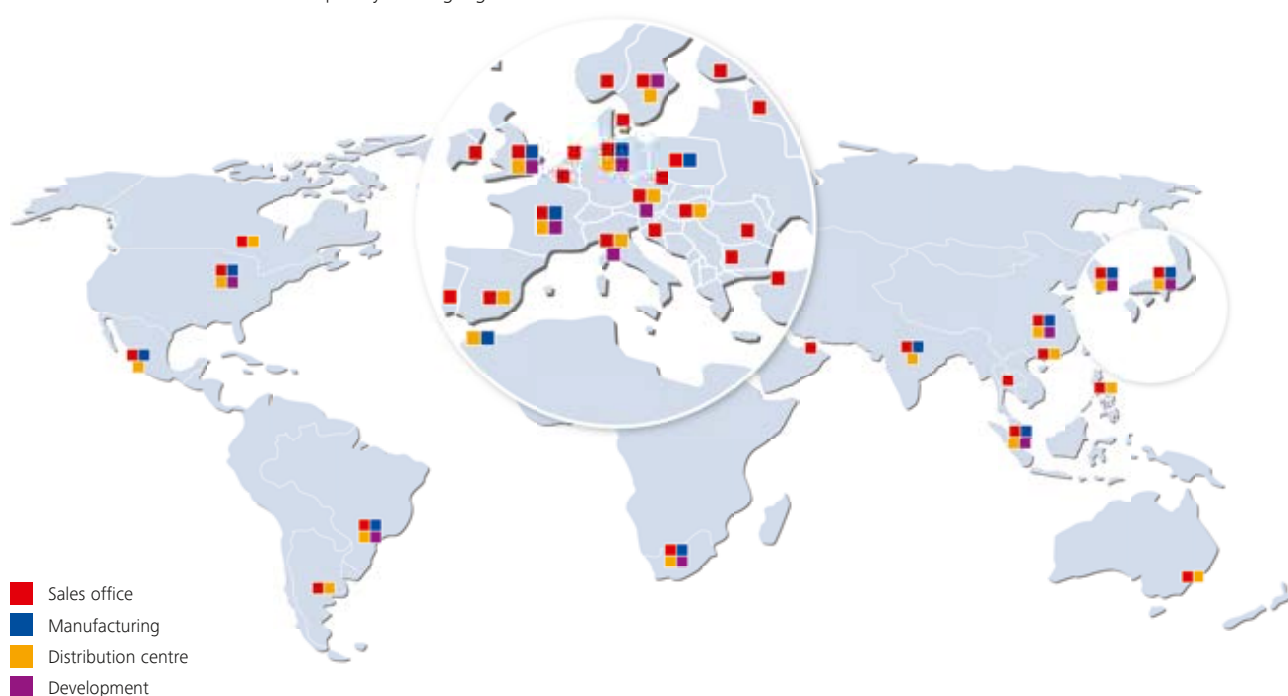 Sales office
Manufacturing
Distribution centre
Development